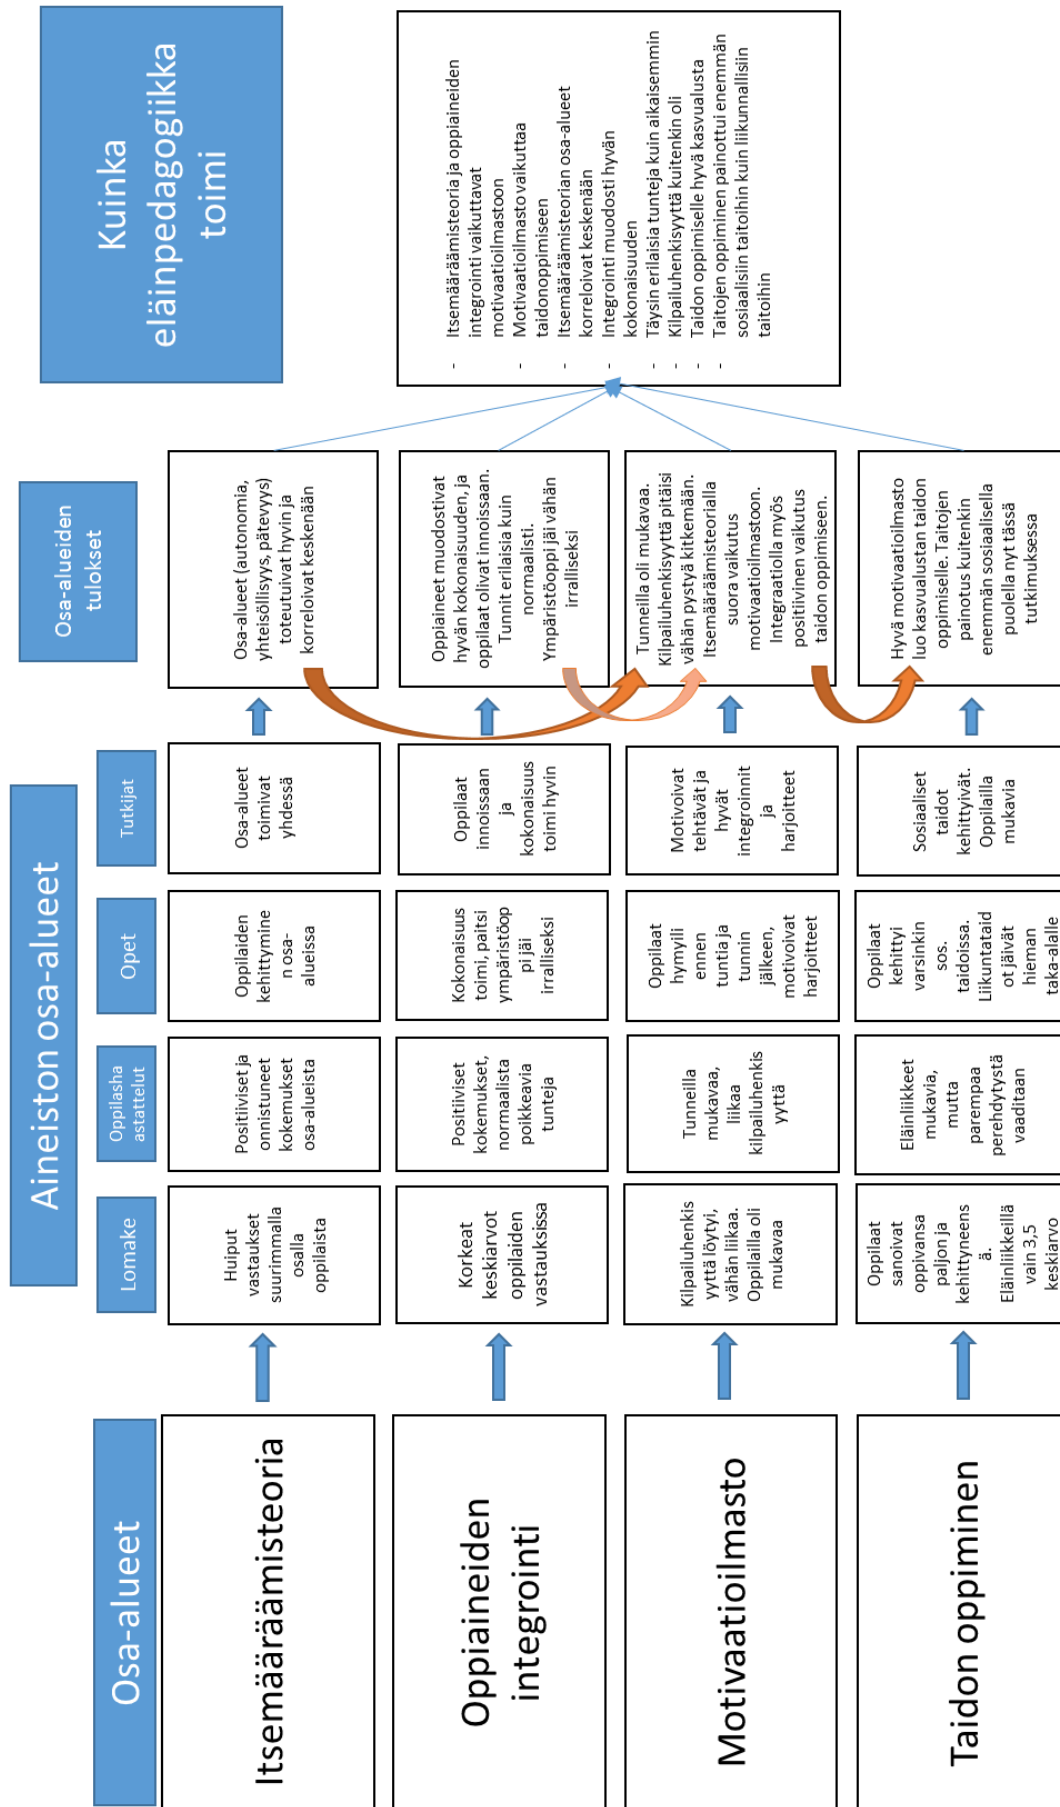 Osa-alueet
Aineiston osa-alueet
Lomake
Oppilasha
astattelut
Opet
Tutkijat
Osa-alueiden
tulokset
Kuinka
eläinpedagogiikka
toimi
Itsemääräämisteoria
Huiput
vastaukset
suurimmalla
osalla
oppilaista
Positiiviset ja
onnistuneet
kokemukset
osa-alueista
Oppilaiden
kehittymine
n osa-
alueissa
Osa-alueet
toimivat
yhdessä
Osa-alueet (autonomia,
yhteisöllisyys, pätevyys)
toteutuivat hyvin ja
korreloivat keskenään
Oppiaineiden
integrointi
Korkeat
keskiarvot
oppilaiden
vastauksissa
Positiiviset
kokemukset,
normaalista
poikkeavia
tunteja
Kokonaisuus
toimi, paitsi
ympäristöop
pi jäi
irralliseksi
Oppilaat
innoissaan
ja
kokonaisuus
toimi hyvin
Oppiaineet muodostivat
hyvän kokonaisuuden, ja
oppilaat olivat innoissaan.
Tunnit erilaisia kuin
normaalisti.
Ympäristöoppi jäi vähän
irralliseksi
Motivaatioilmasto
Kilpailuhenkis
yyttä löytyi,
vähän liikaa.
Oppilailla oli
mukavaa
Tunneilla
mukavaa,
liikaa
kilpailuhenkis
yyttä
Oppilaat
hymyili
ennen
tuntia ja
tunnin
jälkeen,
motivoivat
harjoitteet
Motivoivat
tehtävät ja
hyvät
integroinnit
ja
harjoitteet
Tunneilla oli mukavaa.
Kilpailuhenkisyyttä pitäisi
vähän pystyä kitkemään.
Itsemääräämisteorialla
suora vaikutus
motivaatioilmastoon.
Integraatiolla myös
positiivinen vaikutus
taidon oppimiseen.
Taidon oppiminen
Oppilaat
sanoivat
oppivansa
paljon ja
kehittyneens
ä.
Eläinliikkeillä
vain 3,5
keskiarvo
Eläinliikkeet
mukavia,
mutta
parempaa
perehdytystä
vaaditaan
Oppilaat
kehittyi
varsinkin
sos.
taidoissa.
Liikuntataid
ot jäivät
hieman
taka-alalle
Sosiaaliset
taidot
kehittyivät.
Oppilailla
mukavia
Hyvä motivaatioilmasto
luo kasvualustan taidon
oppimiselle. Taitojen
painotus kuitenkin
enemmän sosiaalisella
puolella nyt tässä
tutkimuksessa
- Itsemääräämisteoria ja oppiaineiden
integrointi vaikuttavat
motivaatioilmastoon
- Motivaatioilmasto vaikuttaa
taidonoppimiseen
- Itsemääräämisteorian osa-alueet
korreloivat keskenään
- Integrointi muodosti hyvän
kokonaisuuden
- Täysin erilaisia tunteja kuin aikaisemmin
- Kilpailuhenkisyyttä kuitenkin oli
- Taidon oppimiselle hyvä kasvualusta
- Taitojen oppiminen painottui enemmän
sosiaalisiin taitoihin kuin liikunnallisiin
taitoihin